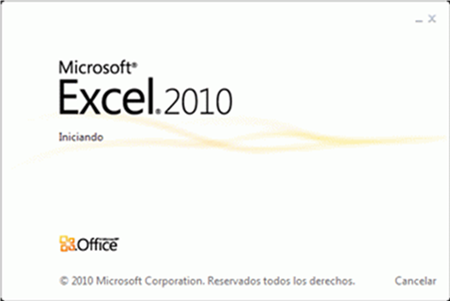 Microsoft®
Excel®2010
Iniciando
Office
© 2010 Microsoft Corporation. Reservados todos los derechos.
Cancelar